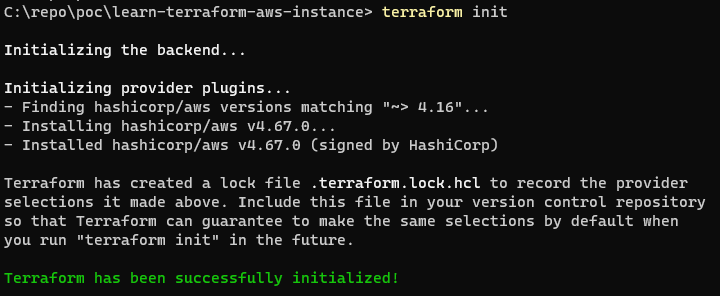 C:\repo\poc\learn-terraform-aws-instance> terraform init
Initializing the backend...
Initializing provider plugins...
- Finding hashicorp/aws versions matching "~> 4.16"...
- Installing hashicorp/aws v4.67.0...
- Installed hashicorp/aws v4.67.0 (signed by HashiCorp)
Terraform has created a lock file .terraform.lock.hcl to record the provider
selections it made above. Include this file in your version control repository
so that Terraform can guarantee to make the same selections by default when
you run "terraform init" in the future.
Terraform has been successfully initialized!